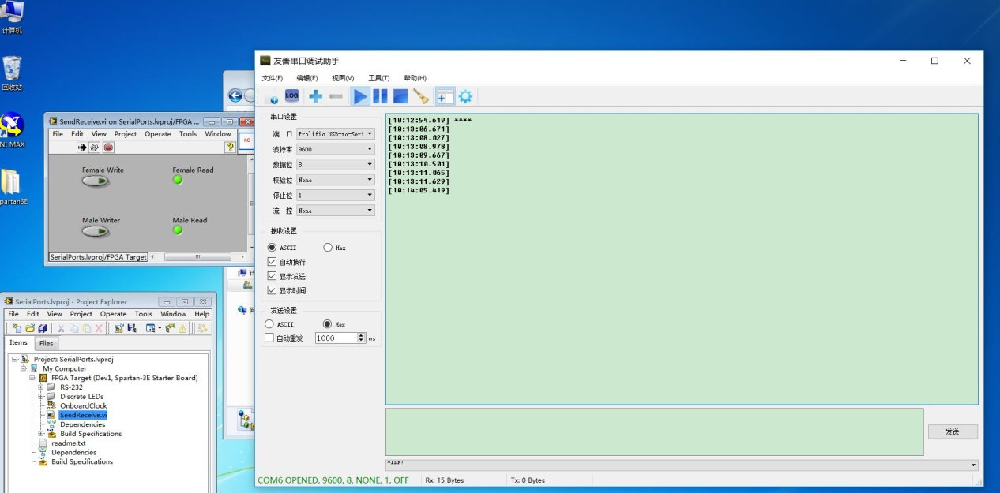 计算机
回收站
NI MAX
partan3E
SendReceive.vi on SerialPorts.lvproj/FPGA ...
File Edit View Project Operate Tools Window
Female Write Female Read
Male Writer Male Read
SerialPorts.lvproj/FPGA Target
SerialPorts.lvproj - Project Explorer
File Edit View Project Operate Tools Window Help
Items Files
Project: SerialPorts.lvproj
My Computer
FPGA Target (Dev1, Spartan-3E Starter Board)
RS-232
Discrete LEDs
OnboardClock
SendReceive.vi
Dependencies
Build Specifications
readme.txt
Dependencies
Build Specifications
友善串口调试助手
文件(F) 编辑(E) 视图(V) 工具(T) 帮助(H)
LOG
串口设置
端 口 Prolific USB-to-Seri
波特率 9600
数据位 8
校验位 None
停止位 1
流 控 None
接收设置
ASCII Hex
自动换行
显示发送
显示时间
发送设置
ASCII Hex
自动重发 1000 ms
[10:12:54.619] ****
[10:13:06.671]
[10:13:08.027]
[10:13:08.978]
[10:13:09.667]
[10:13:10.501]
[10:13:11.065]
[10:13:11.629]
[10:14:05.419]
发送
COM6 OPENED, 9600, 8, NONE, 1, OFF Rx: 15 Bytes Tx: 0 Bytes